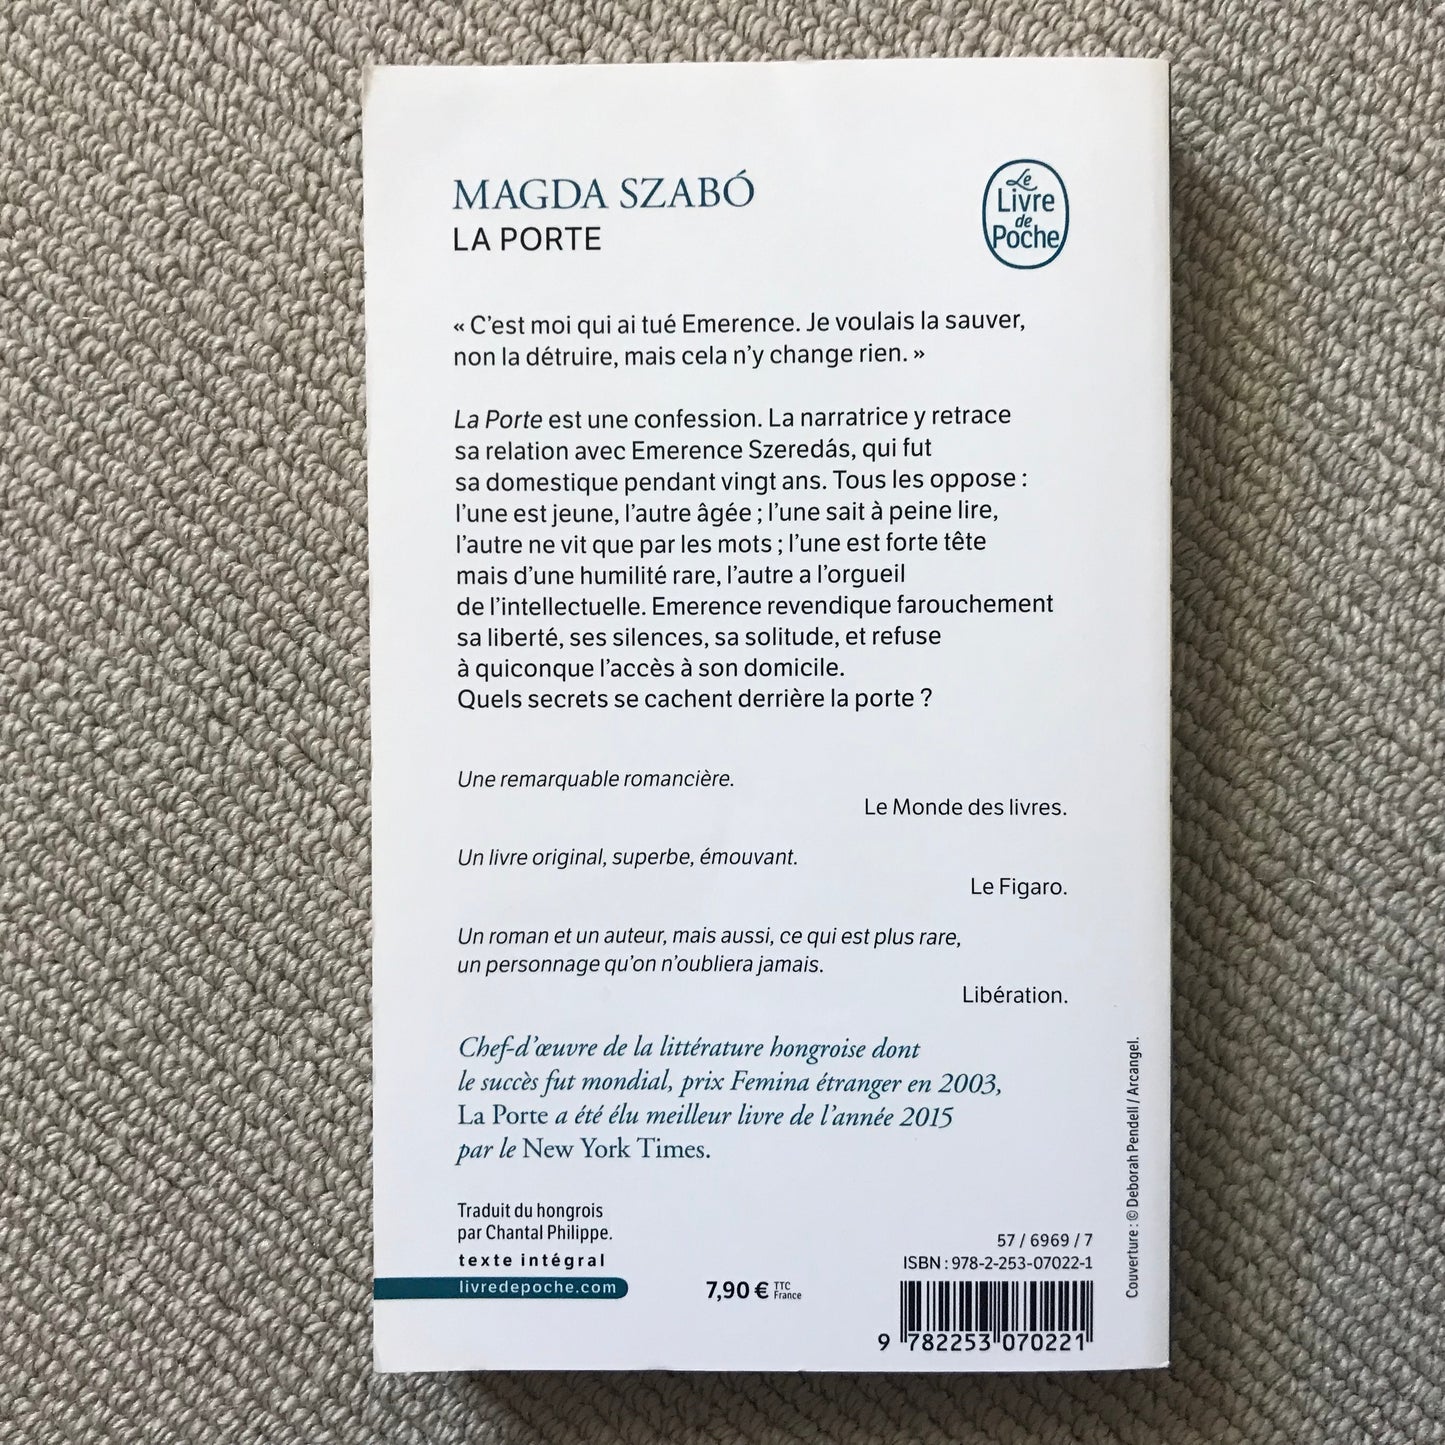 MAGDA SZABÓ
LA PORTE
Le
Livre
de
Poche
« C'est moi qui ai tué Emerence. Je voulais la sauver,
non la détruire, mais cela n'y change rien. »
La Porte est une confession. La narratrice y retrace
sa relation avec Emerence Szeredás, qui fut
sa domestique pendant vingt ans. Tous les oppose :
l'une est jeune, l'autre âgée ; l'une sait à peine lire,
l'autre ne vit que par les mots ; l'une est forte tête
mais d'une humilité rare, l'autre a l'orgueil
de l'intellectuelle. Emerence revendique farouchement
sa liberté, ses silences, sa solitude, et refuse
à quiconque l'accès à son domicile.
Quels secrets se cachent derrière la porte ?
Une remarquable romancière.
Le Monde des livres.
Un livre original, superbe, émouvant.
Le Figaro.
Un roman et un auteur, mais aussi, ce qui est plus rare,
un personnage qu'on n'oubliera jamais.
Libération.
Chef-d'œuvre de la littérature hongroise dont
le succès fut mondial, prix Femina étranger en 2003,
La Porte a été élu meilleur livre de l'année 2015
par le New York Times.
Traduit du hongrois
par Chantal Philippe.
texte intégral
livredepoche.com
7,90 € TTC
France
57 / 6969 / 7
ISBN : 978-2-253-07022-1
9 782253 070221
Couverture : © Deborah Pendell / Arcangel.